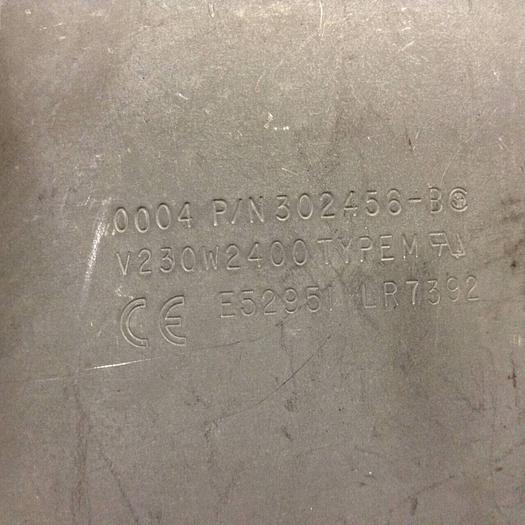 0004 P/N 302456-B
V230W2400 TYPE M
CE E52951 LR7392